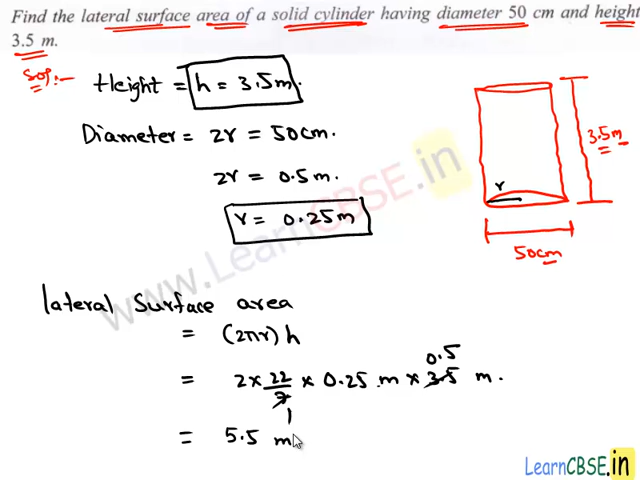 Find the lateral surface area of a solid cylinder having diameter 50 cm and height
3.5 m.
Sol:-
Height = h = 3.5m.
Diameter = 2r = 50cm.
2r = 0.5m.
r = 0.25m
r
3.5m
50cm
lateral surface area
= (2πr) h
0.5
= 2 × 22/7 × 0.25 m × 3.5 m.
1
= 5.5 m
www.LearnCBSE.in
LearnCBSE.in